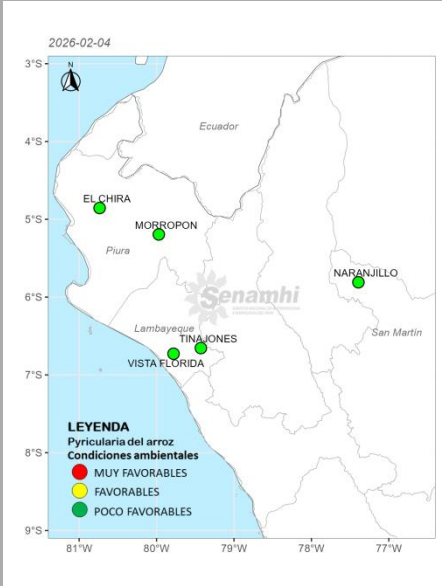 2026-02-04
3°S
N
4°S
Ecuador
EL CHIRA
5°S
MORROPON
Piura
NARANJILLO
6°S
Senamhi
Lambayeque
San Martín
TINAJONES
VISTA FLORIDA
7°S
LEYENDA
Pyricularia del arroz
Condiciones ambientales
MUY FAVORABLES
8°S
FAVORABLES
POCO FAVORABLES
9°S
81°W
80°W
79°W
78°W
77°W